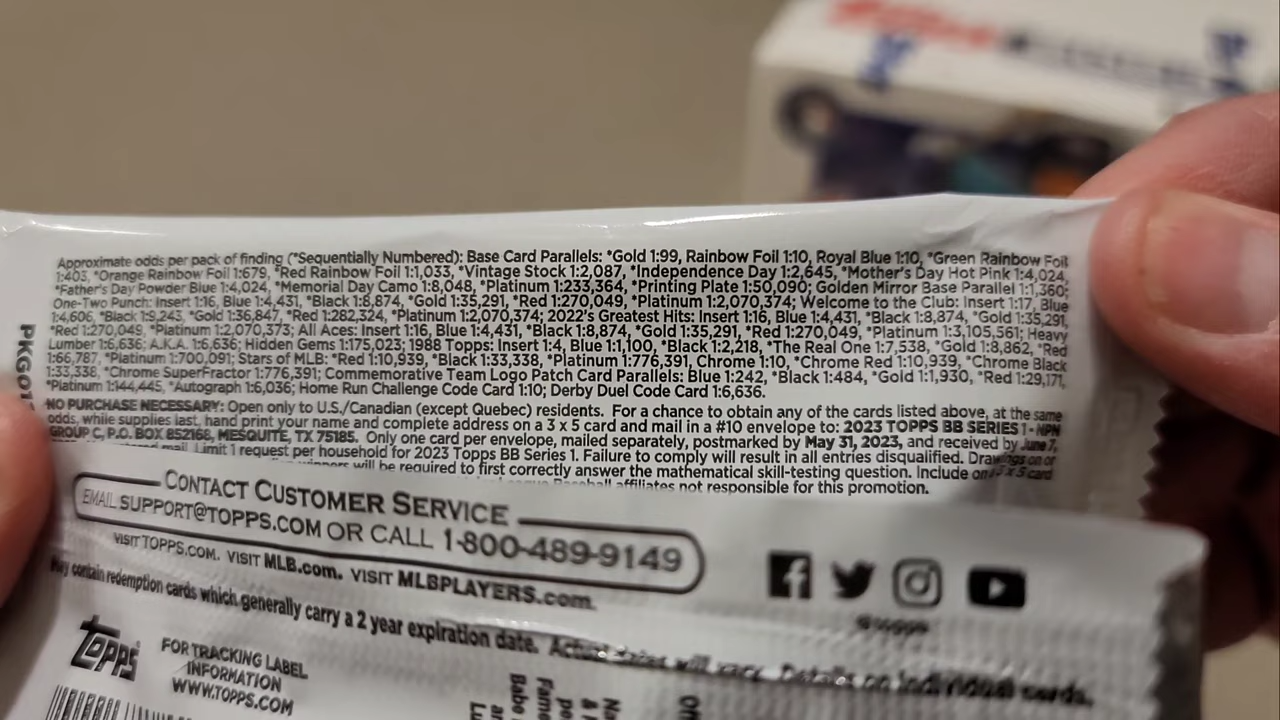 Approximate odds per pack of finding (*Sequentially Numbered): Base Card Parallels: *Gold 1:99, Rainbow Foil 1:10, Royal Blue 1:10, *Green Rainbow Foil
1:403, *Orange Rainbow Foil 1:679, *Red Rainbow Foil 1:1,033, *Vintage Stock 1:2,087, *Independence Day 1:2,645, *Mother's Day Hot Pink 1:4,024,
*Father's Day Powder Blue 1:4,024, *Memorial Day Camo 1:8,048, *Platinum 1:233,364, *Printing Plate 1:50,090; Golden Mirror Base Parallel 1:1,360;
One-Two Punch: Insert 1:16, Blue 1:4,431, *Black 1:8,874, *Gold 1:35,291, *Red 1:270,049, *Platinum 1:2,070,374; Welcome to the Club: Insert 1:17, Blue
1:4,606, *Black 1:9,243, *Gold 1:36,847, *Red 1:282,324, *Platinum 1:2,070,374; 2022's Greatest Hits: Insert 1:16, Blue 1:4,431, *Black 1:8,874, *Gold 1:35,291,
*Red 1:270,049, *Platinum 1:2,070,373; All Aces: Insert 1:16, Blue 1:4,431, *Black 1:8,874, *Gold 1:35,291, *Red 1:270,049, *Platinum 1:3,105,561; Heavy
Lumber 1:6,636; A.K.A. 1:6,636; Hidden Gems 1:175,023; 1988 Topps: Insert 1:4, Blue 1:1,100, *Black 1:2,218, *The Real One 1:7,538, *Gold 1:8,862, *Red
1:66,787, *Platinum 1:700,091; Stars of MLB: *Red 1:10,939, *Black 1:33,338, *Platinum 1:776,391, Chrome 1:10, *Chrome Red 1:10,939, *Chrome Black
1:33,338, *Chrome SuperFractor 1:776,391; Commemorative Team Logo Patch Card Parallels: Blue 1:242, *Black 1:484, *Gold 1:1,930, *Red 1:29,171,
*Platinum 1:144,445, *Autograph 1:6,036; Home Run Challenge Code Card 1:10; Derby Duel Code Card 1:6,636.
NO PURCHASE NECESSARY: Open only to U.S./Canadian (except Quebec) residents. For a chance to obtain any of the cards listed above, at the same
odds, while supplies last, hand print your name and complete address on a 3 x 5 card and mail in a #10 envelope to: 2023 TOPPS BB SERIES 1 - NPN
GROUP C, P.O. BOX 852168, MESQUITE, TX 75185. Only one card per envelope, mailed separately, postmarked by May 31, 2023, and received by June 7,
mail. Limit 1 request per household for 2023 Topps BB Series 1. Failure to comply will result in all entries disqualified. Drawings on or
winners will be required to first correctly answer the mathematical skill-testing question. Include on 3 x 5 card
Baseball affiliates not responsible for this promotion.
PKG01
CONTACT CUSTOMER SERVICE
EMAIL SUPPORT@TOPPS.COM OR CALL 1-800-489-9149
VISIT TOPPS.COM. VISIT MLB.com. VISIT MLBPLAYERS.com.
@topps
may contain redemption cards which generally carry a 2 year expiration date. Actual dates will vary. Details on individual cards.
TOPPS
FOR TRACKING LABEL
INFORMATION
WWW.TOPPS.COM